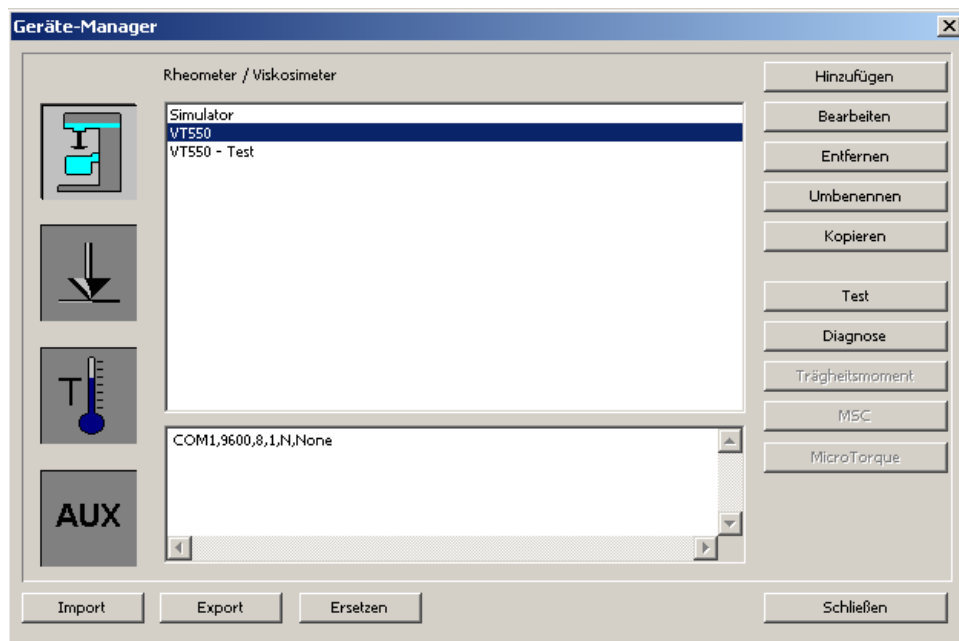 Geräte-Manager
Rheometer / Viskosimeter
Simulator
VT550
VT550 - Test
COM1,9600,8,1,N,None
T
AUX
Hinzufügen
Bearbeiten
Entfernen
Umbenennen
Kopieren
Test
Diagnose
Trägheitsmoment
MSC
MicroTorque
Import
Export
Ersetzen
Schließen